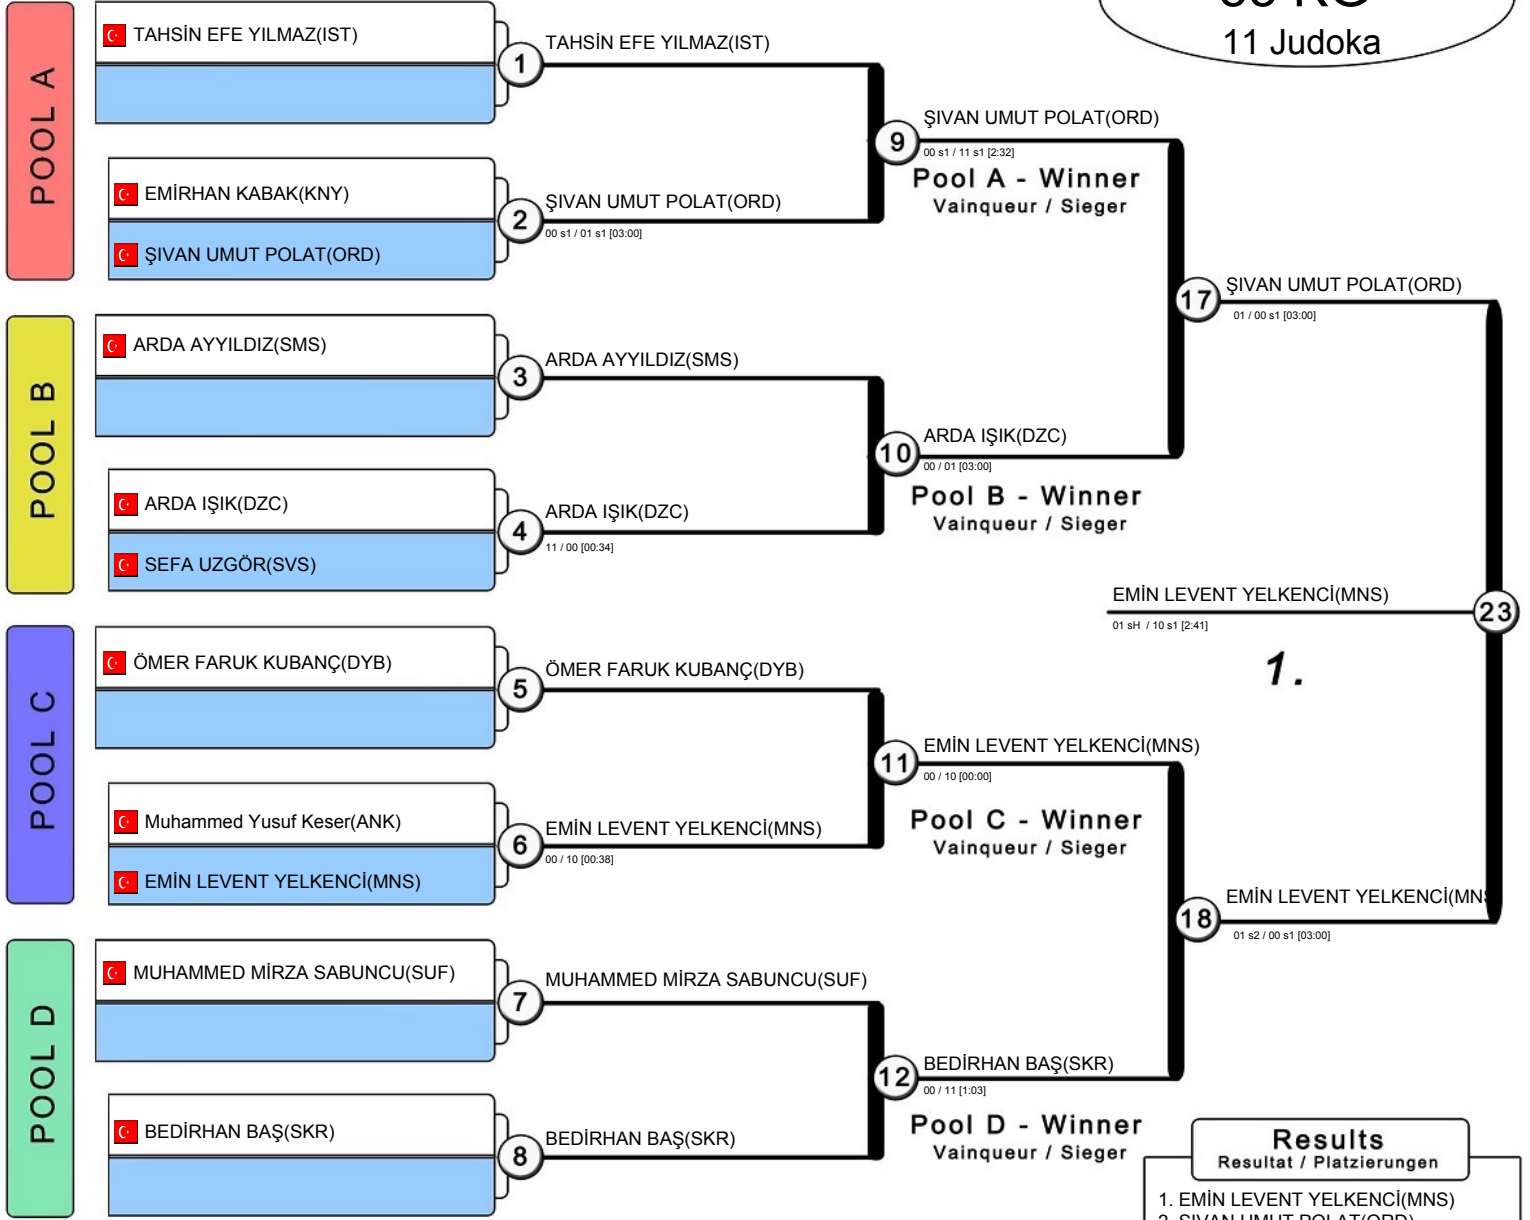 11 Judoka
POOL A
TAHSİN EFE YILMAZ(IST)
EMİRHAN KABAK(KNY)
ŞIVAN UMUT POLAT(ORD)
1
TAHSİN EFE YILMAZ(IST)
2
ŞIVAN UMUT POLAT(ORD)
00 s1 / 01 s1 [03:00]
9
ŞIVAN UMUT POLAT(ORD)
00 s1 / 11 s1 [2:32]
Pool A - Winner
Vainqueur / Sieger
POOL B
ARDA AYYILDIZ(SMS)
ARDA IŞIK(DZC)
SEFA UZGÖR(SVS)
3
ARDA AYYILDIZ(SMS)
4
ARDA IŞIK(DZC)
11 / 00 [00:34]
10
ARDA IŞIK(DZC)
00 / 01 [03:00]
Pool B - Winner
Vainqueur / Sieger
17
ŞIVAN UMUT POLAT(ORD)
01 / 00 s1 [03:00]
POOL C
ÖMER FARUK KUBANÇ(DYB)
Muhammed Yusuf Keser(ANK)
EMİN LEVENT YELKENCİ(MNS)
5
ÖMER FARUK KUBANÇ(DYB)
6
EMİN LEVENT YELKENCİ(MNS)
00 / 10 [00:38]
11
EMİN LEVENT YELKENCİ(MNS)
00 / 10 [00:00]
Pool C - Winner
Vainqueur / Sieger
POOL D
MUHAMMED MİRZA SABUNCU(SUF)
BEDİRHAN BAŞ(SKR)
7
MUHAMMED MİRZA SABUNCU(SUF)
8
BEDİRHAN BAŞ(SKR)
12
BEDİRHAN BAŞ(SKR)
00 / 11 [1:03]
Pool D - Winner
Vainqueur / Sieger
18
EMİN LEVENT YELKENCİ(MNS
01 s2 / 00 s1 [03:00]
23
EMİN LEVENT YELKENCİ(MNS)
01 sH / 10 s1 [2:41]
1.
Results
Resultat / Platzierungen
1. EMİN LEVENT YELKENCİ(MNS)
2. ŞIVAN UMUT POLAT(ORD)